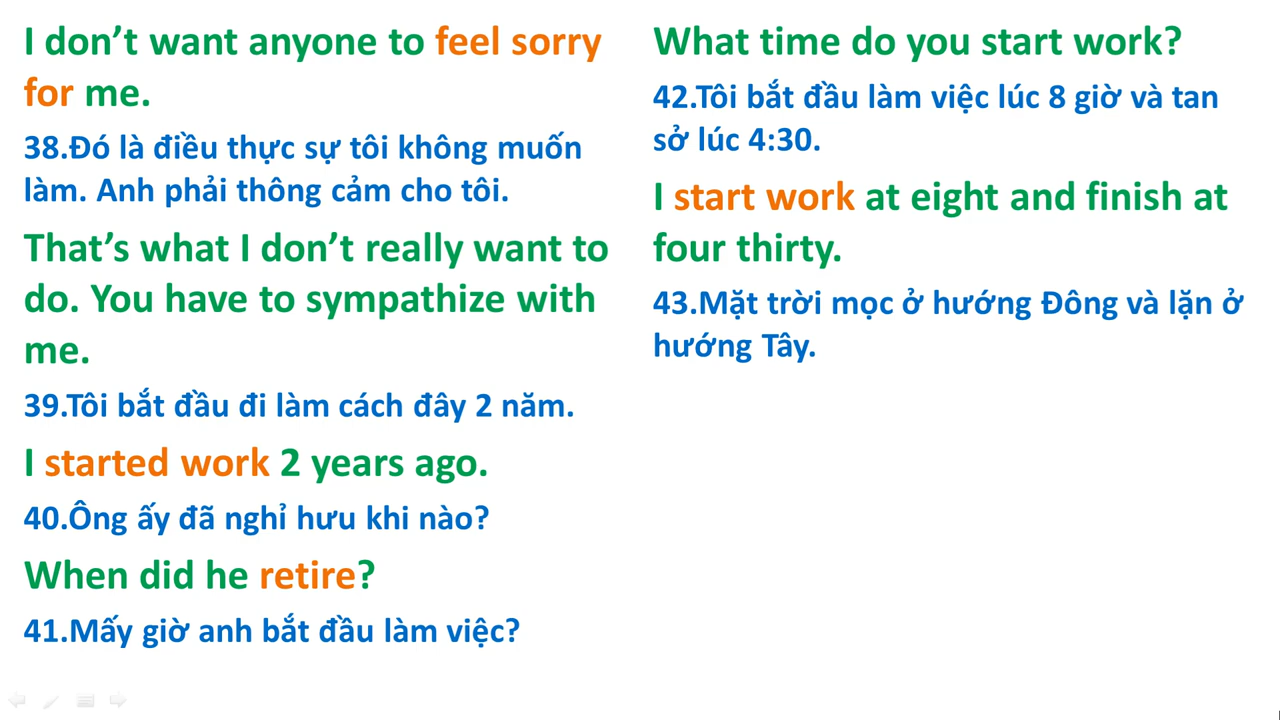 I don’t want anyone to feel sorry
for me.
38.Đó là điều thực sự tôi không muốn
làm. Anh phải thông cảm cho tôi.
That’s what I don’t really want to
do. You have to sympathize with
me.
39.Tôi bắt đầu đi làm cách đây 2 năm.
I started work 2 years ago.
40.Ông ấy đã nghỉ hưu khi nào?
When did he retire?
41.Mấy giờ anh bắt đầu làm việc?
What time do you start work?
42.Tôi bắt đầu làm việc lúc 8 giờ và tan
sở lúc 4:30.
I start work at eight and finish at
four thirty.
43.Mặt trời mọc ở hướng Đông và lặn ở
hướng Tây.